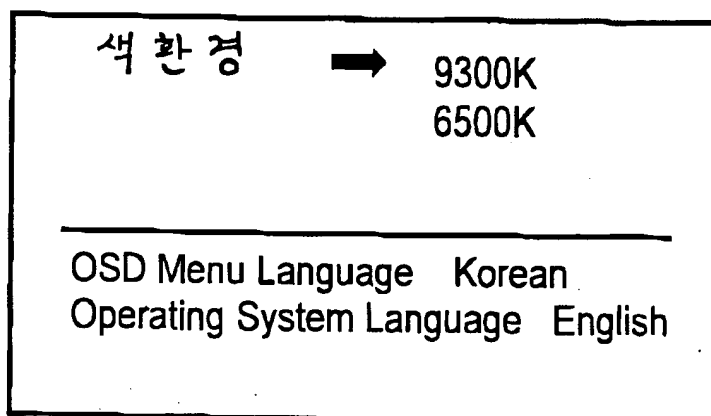 색환경 ➡ 9300K
6500K
OSD Menu Language Korean
Operating System Language English